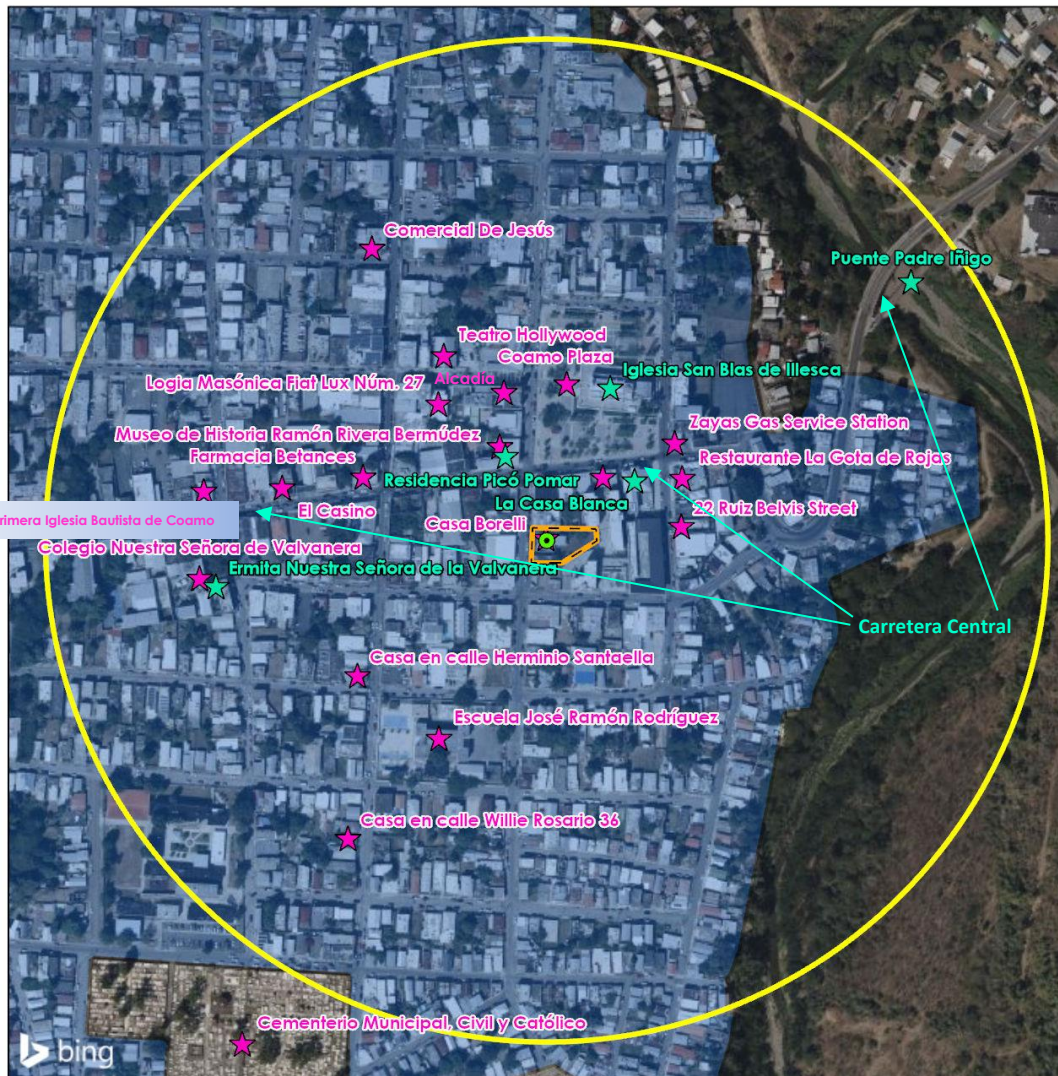 Comercial De Jesús
Puente Padre Iñigo
Teatro Hollywood
Coamo Plaza
Iglesia San Blas de Illesca
Logia Masónica Fiat Lux Núm. 27
Alcadía
Museo de Historia Ramón Rivera Bermúdez
Zayas Gas Service Station
Farmacia Betances
Residencia Picó Pomar
Restaurante La Gota de Rojas
La Casa Blanca
El Casino
22 Ruiz Belvis Street
rimera Iglesia Bautista de Coamo
Casa Borelli
Colegio Nuestra Señora de Valvanera
Ermita Nuestra Señora de la Valvanera
Carretera Central
Casa en calle Herminio Santaella
Escuela José Ramón Rodríguez
Casa en calle Willie Rosario 36
Cementerio Municipal, Civil y Católico
bing